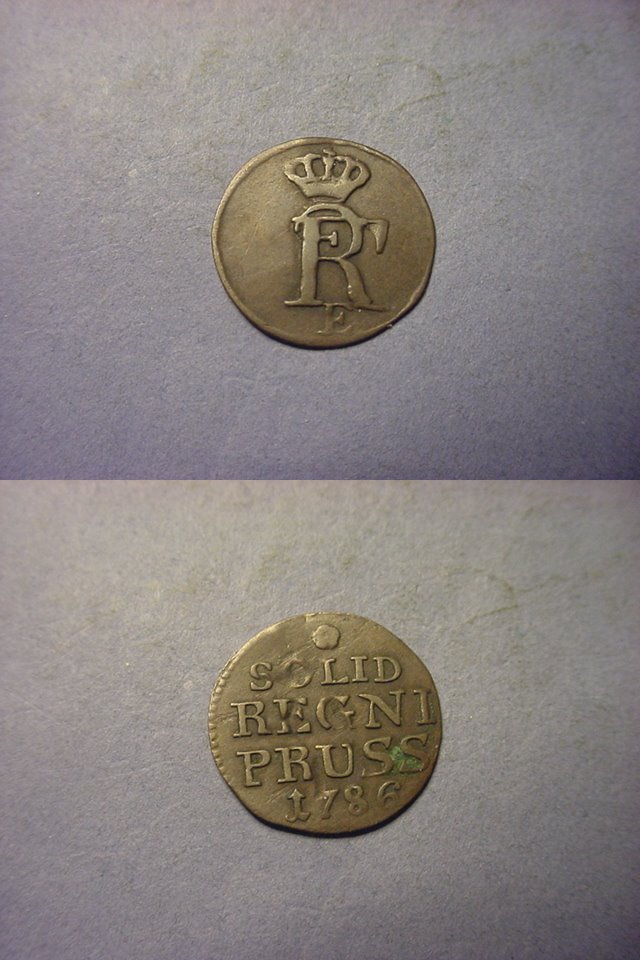 FR
E
SOLID
REGNI
PRUSS
1786